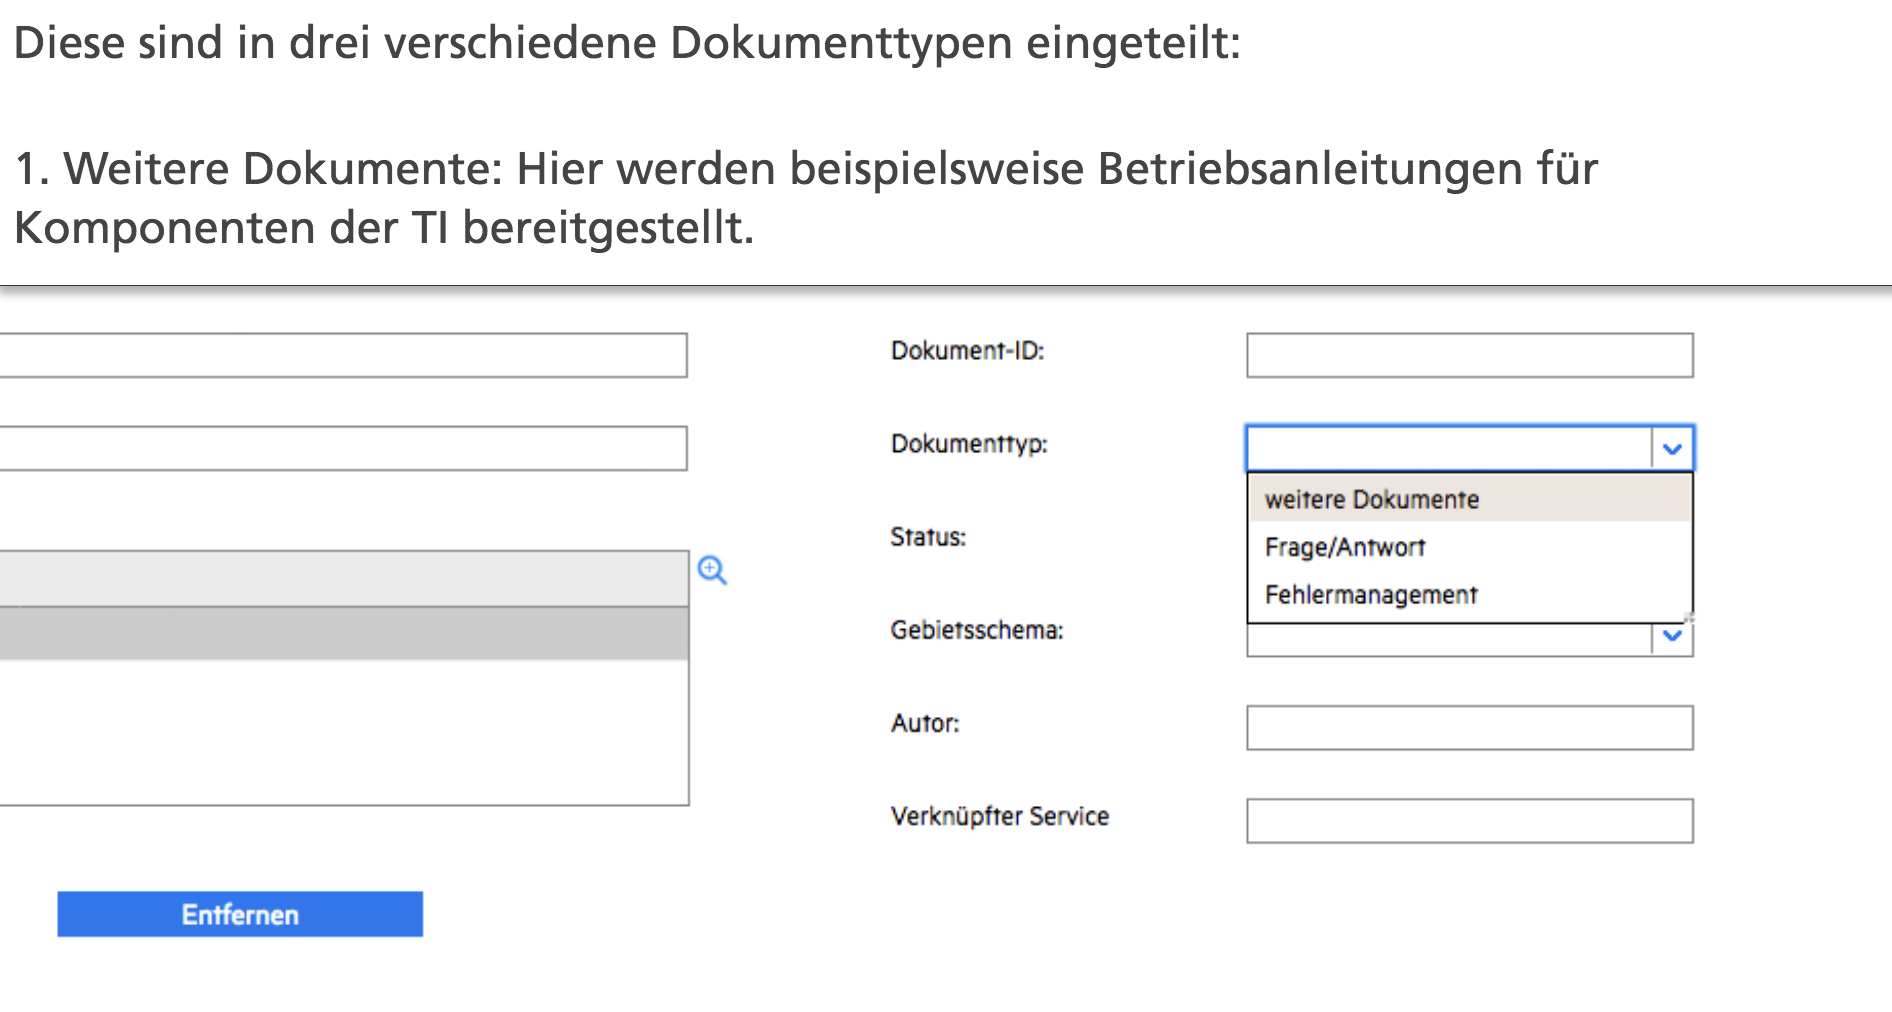 Diese sind in drei verschiedene Dokumenttypen eingeteilt:
1. Weitere Dokumente: Hier werden beispielsweise Betriebsanleitungen für
Komponenten der TI bereitgestellt.
Dokument-ID:
Dokumenttyp:
weitere Dokumente
Frage/Antwort
Fehlermanagement
Status:
Gebietsschema:
Autor:
Verknüpfter Service
Entfernen